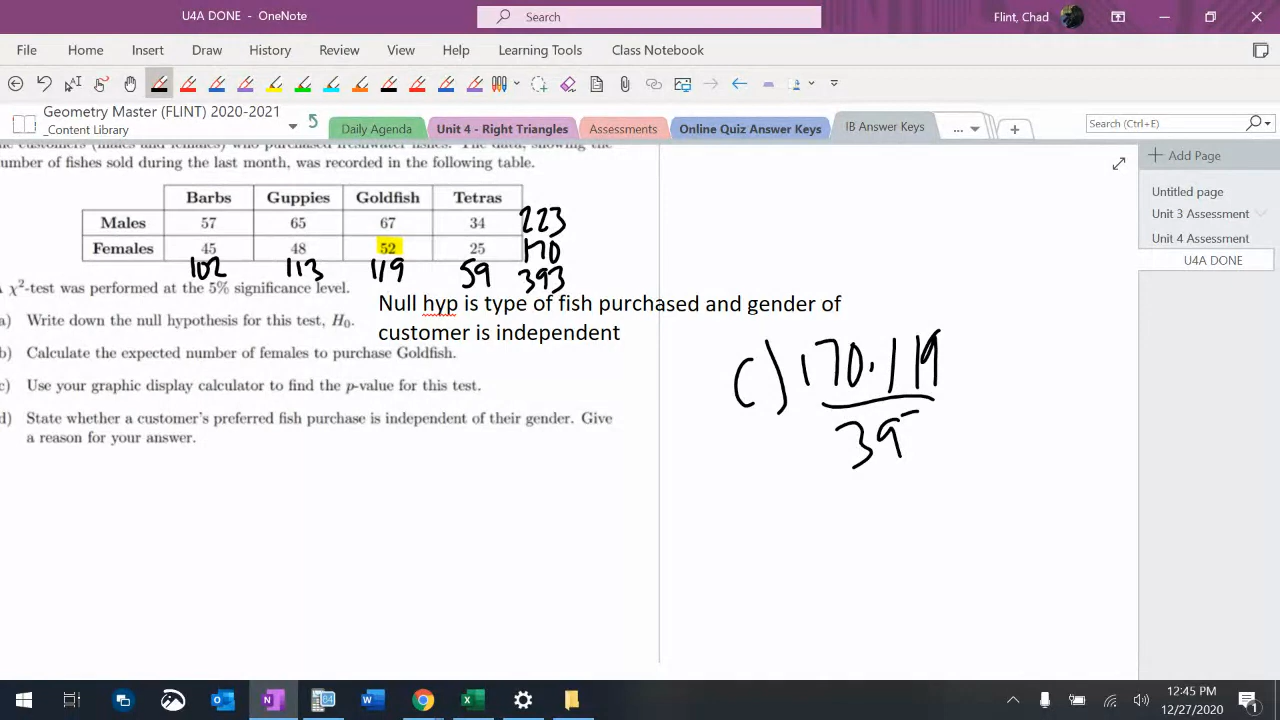 U4A DONE - OneNote
Search
Flint, Chad
File Home Insert Draw History Review View Help Learning Tools Class Notebook
Geometry Master (FLINT) 2020-2021
_Content Library
Daily Agenda
Unit 4 - Right Triangles
Assessments
Online Quiz Answer Keys
IB Answer Keys
...
Search (Ctrl+E)
Add Page
Untitled page
Unit 3 Assessment
Unit 4 Assessment
U4A DONE
umber of fishes sold during the last month, was recorded in the following table.
Barbs Guppies Goldfish Tetras
Males 57 65 67 34 223
Females 45 48 52 25 170
102 113 119 59 393
χ²-test was performed at the 5% significance level.
Null hyp is type of fish purchased and gender of
customer is independent
a) Write down the null hypothesis for this test, H₀.
b) Calculate the expected number of females to purchase Goldfish.
c) Use your graphic display calculator to find the p-value for this test.
d) State whether a customer's preferred fish purchase is independent of their gender. Give
a reason for your answer.
C) 170·119
39
12:45 PM
12/27/2020
1